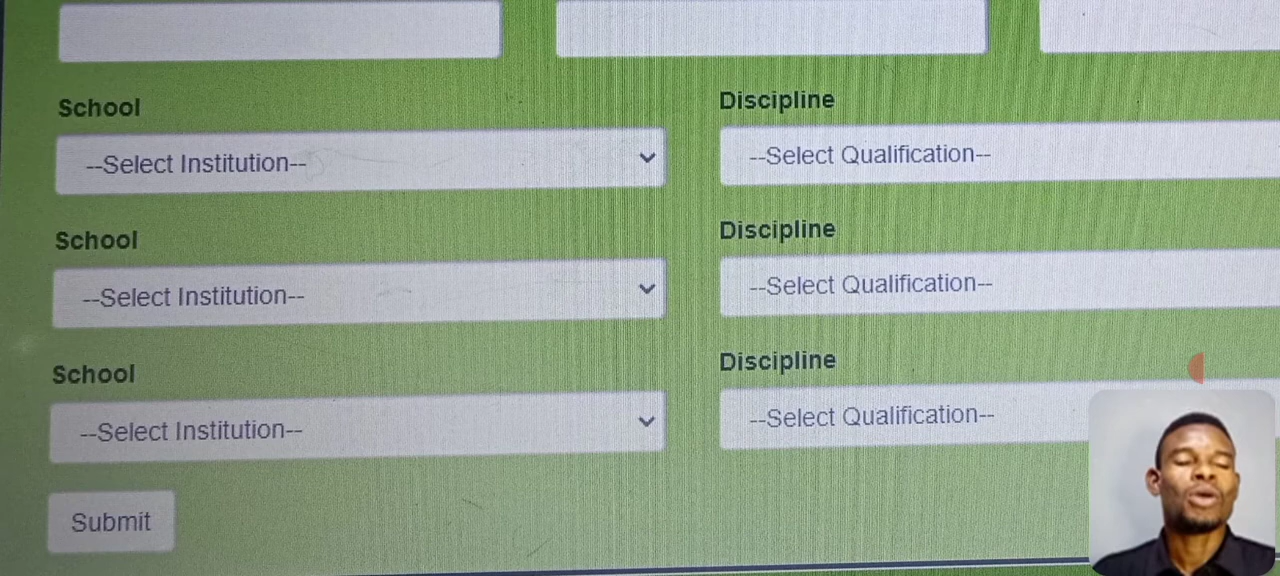 School
Discipline
--Select Institution--
--Select Qualification--
School
Discipline
--Select Institution--
--Select Qualification--
School
Discipline
--Select Institution--
--Select Qualification--
Submit